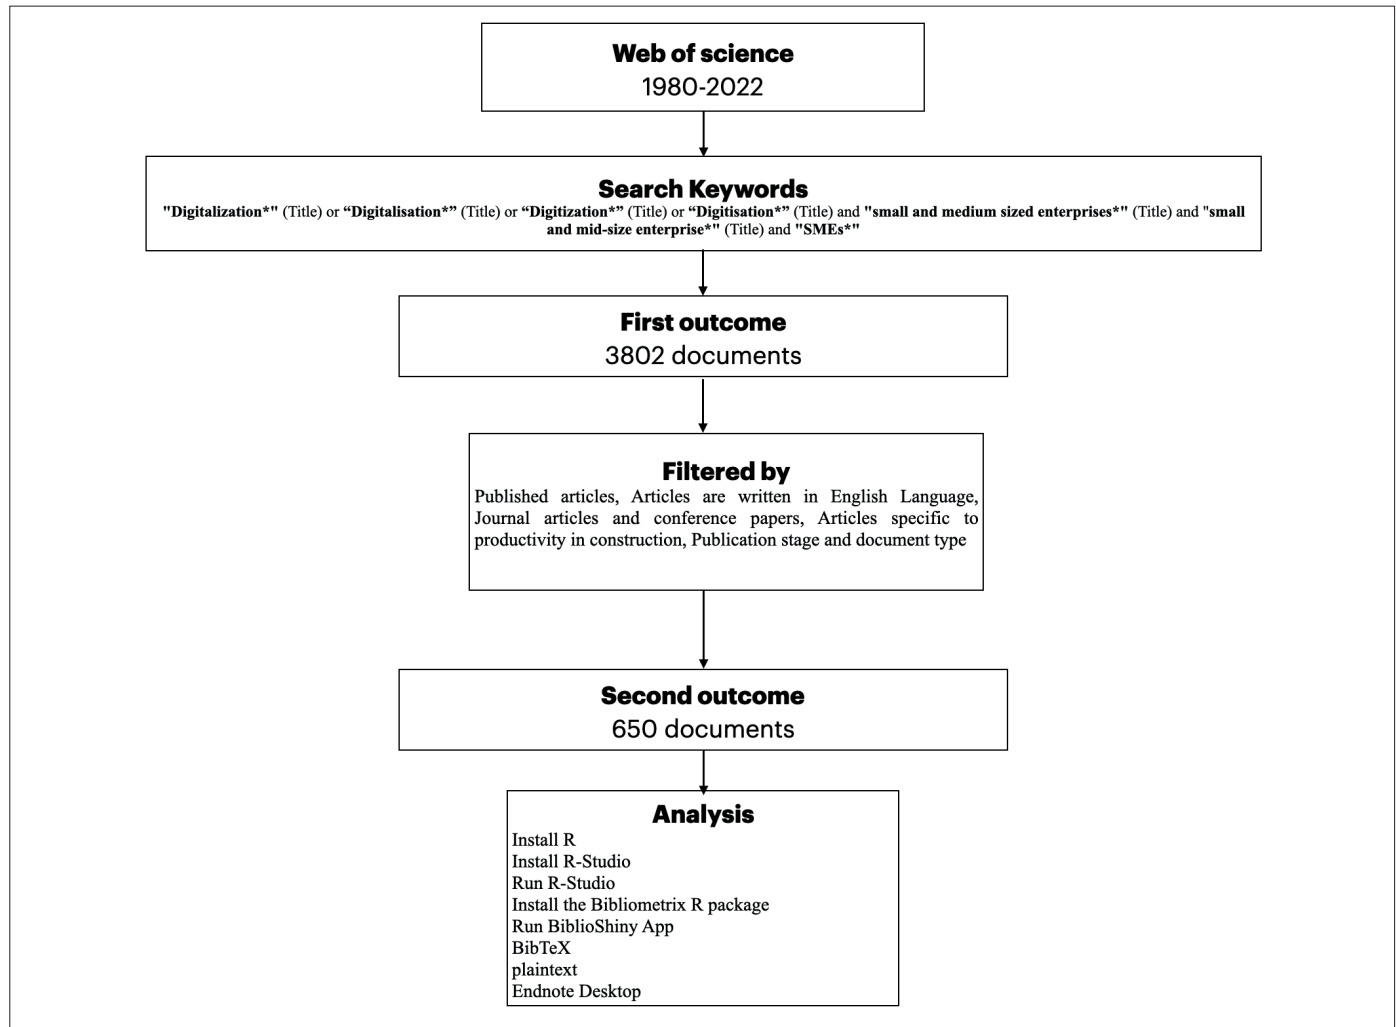 Web of science
1980-2022
Search Keywords
"Digitalization*" (Title) or “Digitalisation*” (Title) or “Digitization*” (Title) or “Digitisation*” (Title) and "small and medium sized enterprises*" (Title) and "small
and mid-size enterprise*" (Title) and "SMEs*"
First outcome
3802 documents
Filtered by
Published articles, Articles are written in English Language,
Journal articles and conference papers, Articles specific to
productivity in construction, Publication stage and document type
Second outcome
650 documents
Analysis
Install R
Install R-Studio
Run R-Studio
Install the Bibliometrix R package
Run BiblioShiny App
BibTeX
plaintext
Endnote Desktop